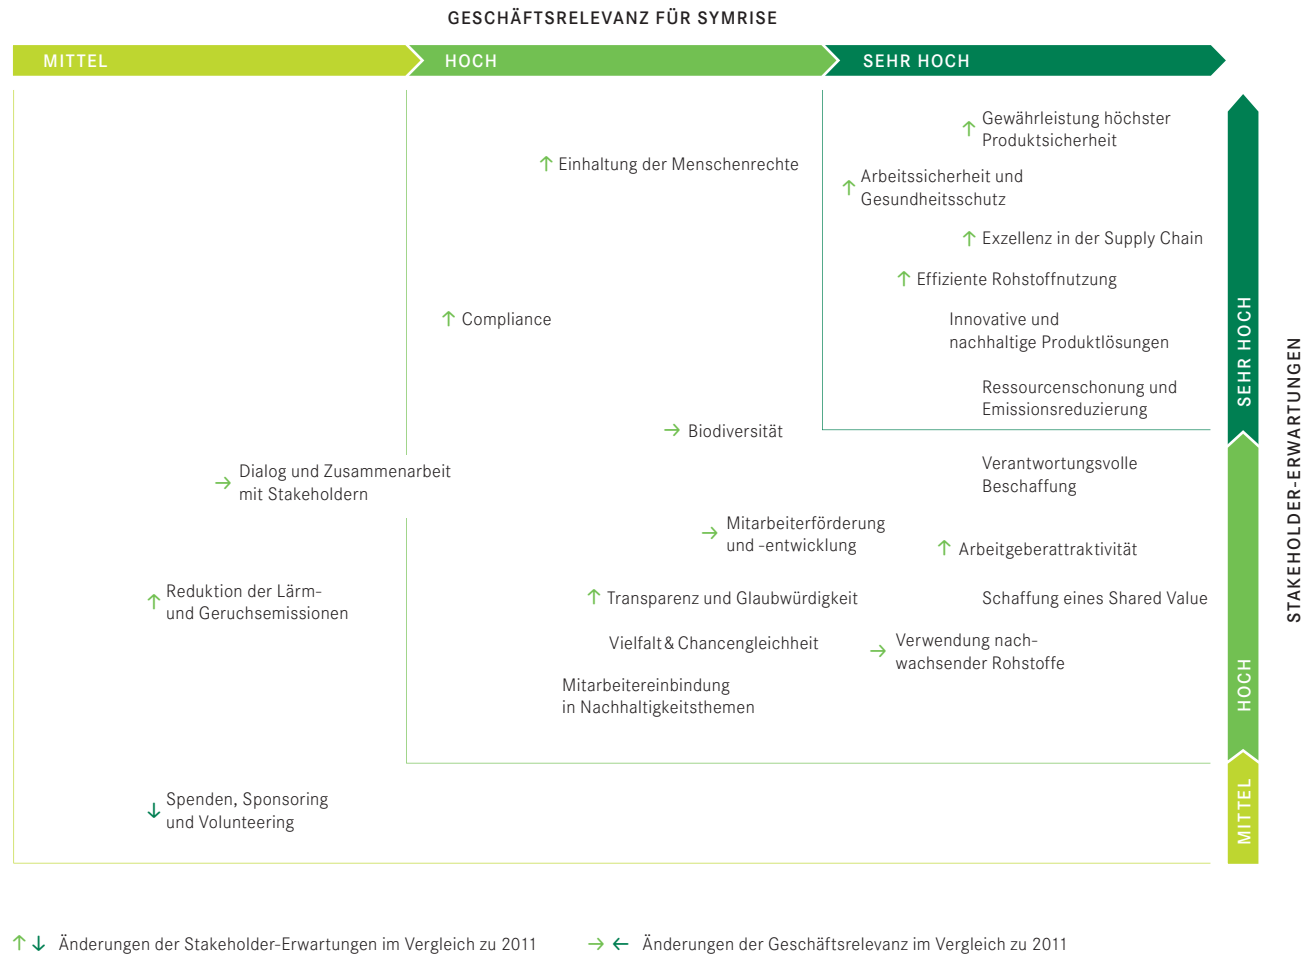 GESCHÄFTSRELEVANZ FÜR SYMRISE
MITTEL
HOCH
SEHR HOCH
↑ Gewährleistung höchster
Produktsicherheit
↑ Einhaltung der Menschenrechte
↑ Arbeitssicherheit und
Gesundheitsschutz
↑ Exzellenz in der Supply Chain
↑ Effiziente Rohstoffnutzung
↑ Compliance
Innovative und
nachhaltige Produktlösungen
Ressourcenschonung und
Emissionsreduzierung
→ Biodiversität
→ Dialog und Zusammenarbeit
mit Stakeholdern
Verantwortungsvolle
Beschaffung
→ Mitarbeiterförderung
und -entwicklung
↑ Arbeitgeberattraktivität
↑ Reduktion der Lärm-
und Geruchsemissionen
↑ Transparenz und Glaubwürdigkeit
Schaffung eines Shared Value
Vielfalt & Chancengleichheit
→ Verwendung nach-
wachsender Rohstoffe
Mitarbeitereinbindung
in Nachhaltigkeitsthemen
↓ Spenden, Sponsoring
und Volunteering
SEHR HOCH
HOCH
MITTEL
STAKEHOLDER-ERWARTUNGEN
↑ ↓ Änderungen der Stakeholder-Erwartungen im Vergleich zu 2011
→ ← Änderungen der Geschäftsrelevanz im Vergleich zu 2011